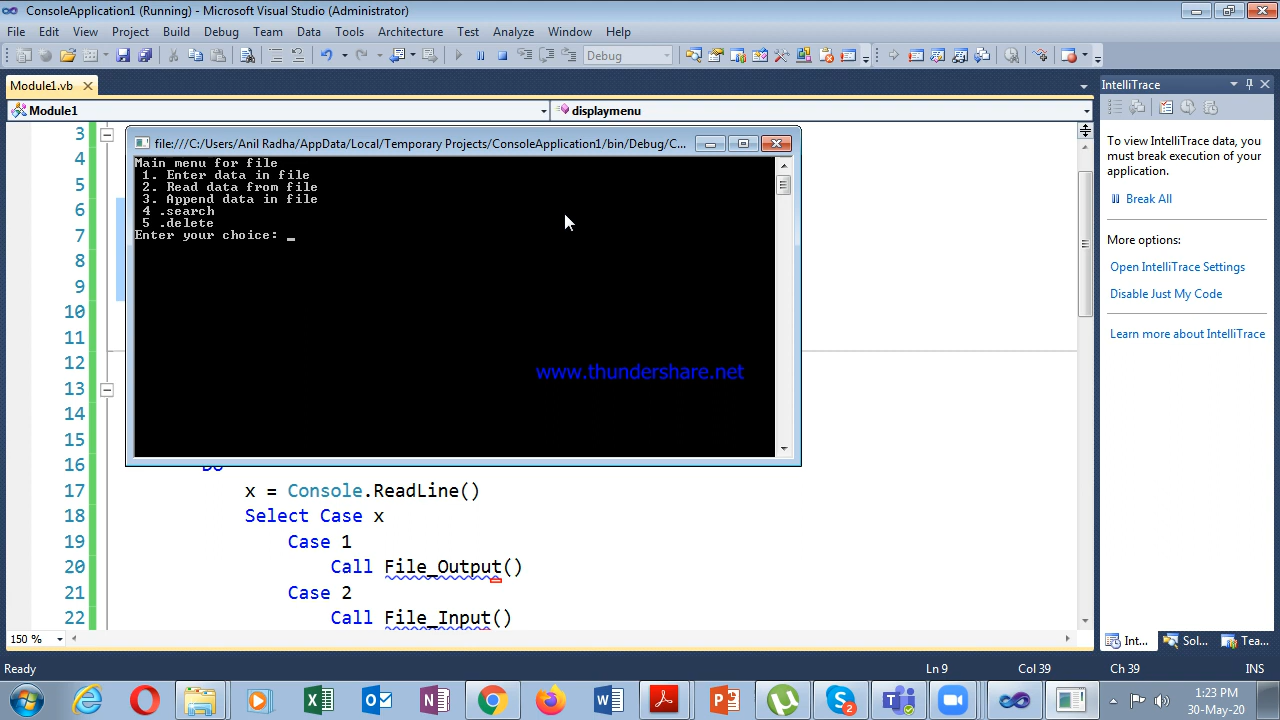 ConsoleApplication1 (Running) - Microsoft Visual Studio (Administrator)
File Edit View Project Build Debug Team Data Tools Architecture Test Analyze Window Help
Debug
Module1.vb
IntelliTrace
Module1
displaymenu
3
4
5
6
7
8
9
10
11
12
13
14
15
16
17
18
19
20
21
22
file:///C:/Users/Anil Radha/AppData/Local/Temporary Projects/ConsoleApplication1/bin/Debug/C...
Main menu for file
1. Enter data in file
2. Read data from file
3. Append data in file
4 .search
5 .delete
Enter your choice: _
www.thundershare.net
Do
x = Console.ReadLine()
Select Case x
Case 1
Call File_Output()
Case 2
Call File_Input()
To view IntelliTrace data, you
must break execution of your
application.
Break All
More options:
Open IntelliTrace Settings
Disable Just My Code
Learn more about IntelliTrace
150 %
Int... Sol... Tea...
Ready
Ln 9 Col 39 Ch 39 INS
2
1:23 PM
30-May-20